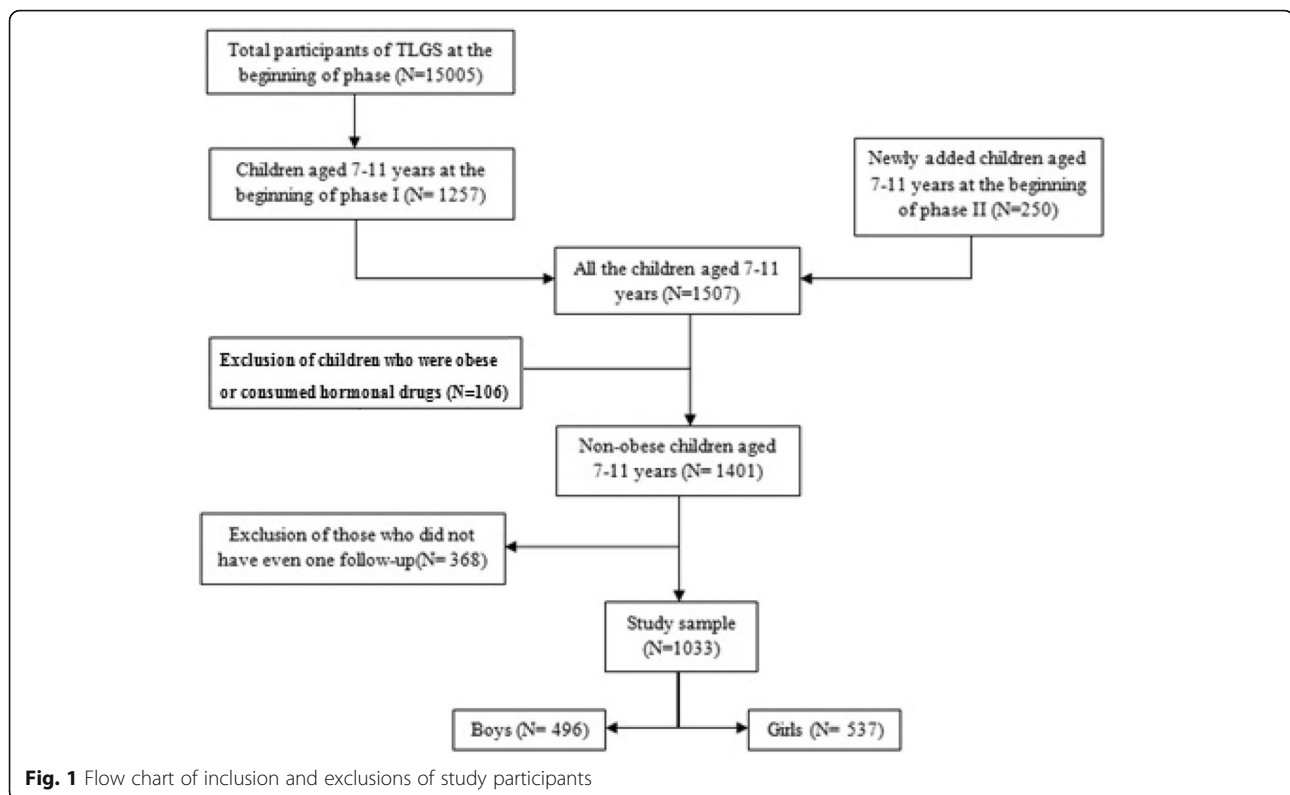 Total participants of TLGS at the
beginning of phase (N=15005)
Children aged 7-11 years at the
beginning of phase I (N= 1257)
Newly added children aged
7-11 years at the beginning
of phase II (N=250)
All the children aged 7-11
years (N=1507)
Exclusion of children who were obese
or consumed hormonal drugs (N=106)
Non-obese children aged
7-11 years (N= 1401)
Exclusion of those who did not
have even one follow-up(N= 368)
Study sample
(N=1033)
Boys (N= 496)
Girls (N= 537)
Fig. 1 Flow chart of inclusion and exclusions of study participants